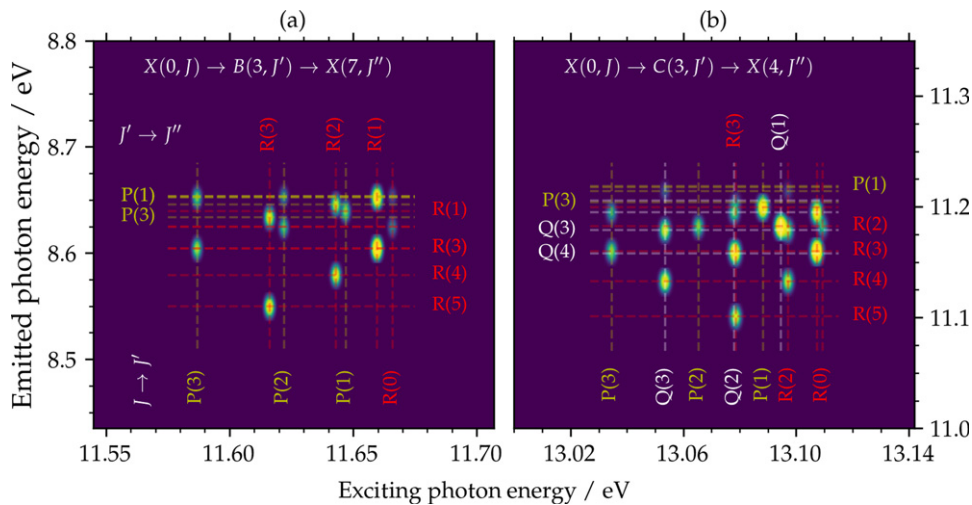 (a)
(b)
Emitted photon energy / eV
8.8
8.7
8.6
8.5
X(0, J) → B(3, J′) → X(7, J″)
J′ → J″
R(3)
R(2)
R(1)
P(1)
P(3)
R(1)
R(3)
R(4)
R(5)
J → J′
P(3)
P(2)
P(1)
R(0)
11.55
11.60
11.65
11.70
X(0, J) → C(3, J′) → X(4, J″)
R(3)
Q(1)
P(3)
Q(3)
Q(4)
P(1)
R(2)
R(3)
R(4)
R(5)
P(3)
Q(3)
P(2)
Q(2)
P(1)
R(2)
R(0)
11.3
11.2
11.1
11.0
13.02
13.06
13.10
13.14
Exciting photon energy / eV